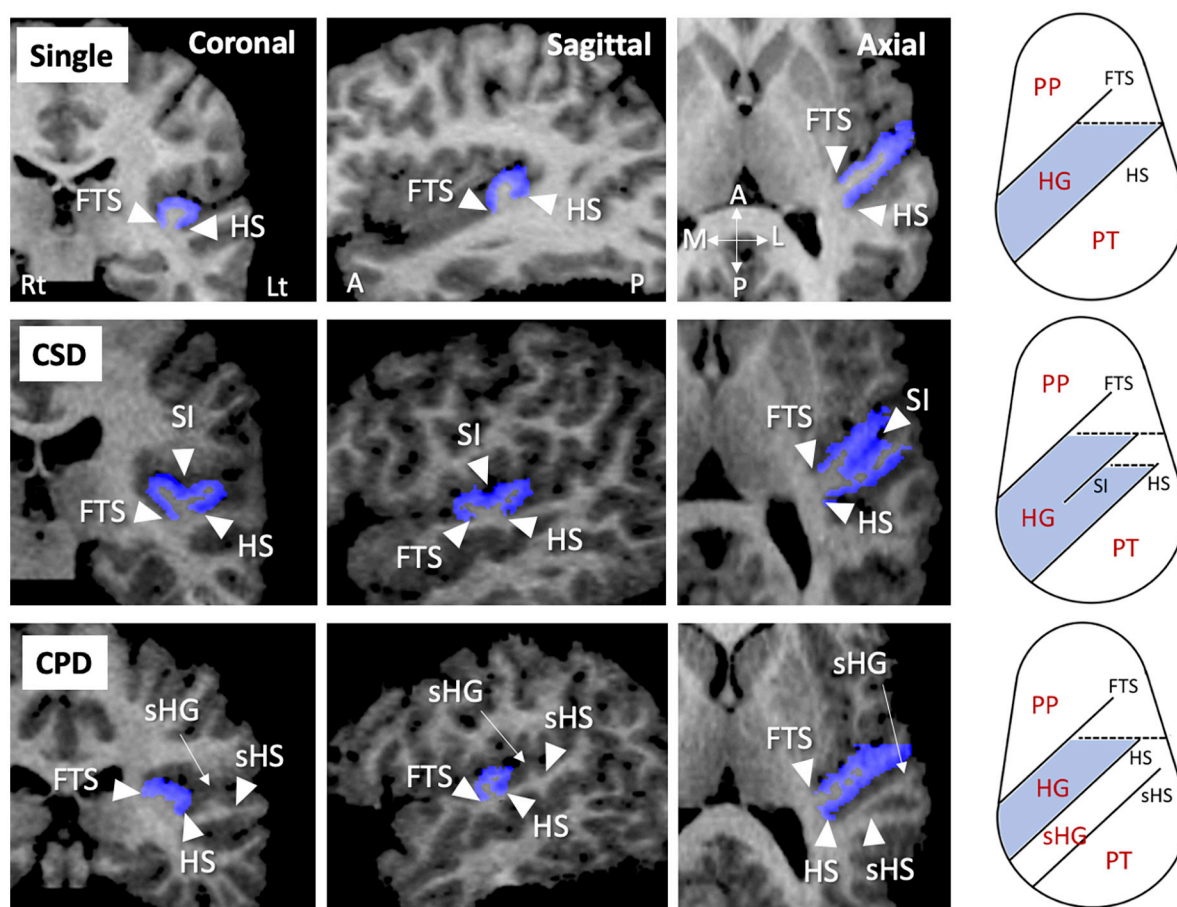 Single
Coronal
FTS
HS
Rt
Lt
Sagittal
FTS
HS
A
P
Axial
FTS
HS
A
M
L
P
PP
FTS
HG
HS
PT
CSD
SI
FTS
HS
SI
FTS
HS
SI
FTS
HS
PP
FTS
SI
HS
HG
PT
CPD
sHG
sHS
FTS
HS
sHG
sHS
FTS
HS
sHG
FTS
HS
sHS
PP
FTS
HS
HG
sHS
sHG
PT